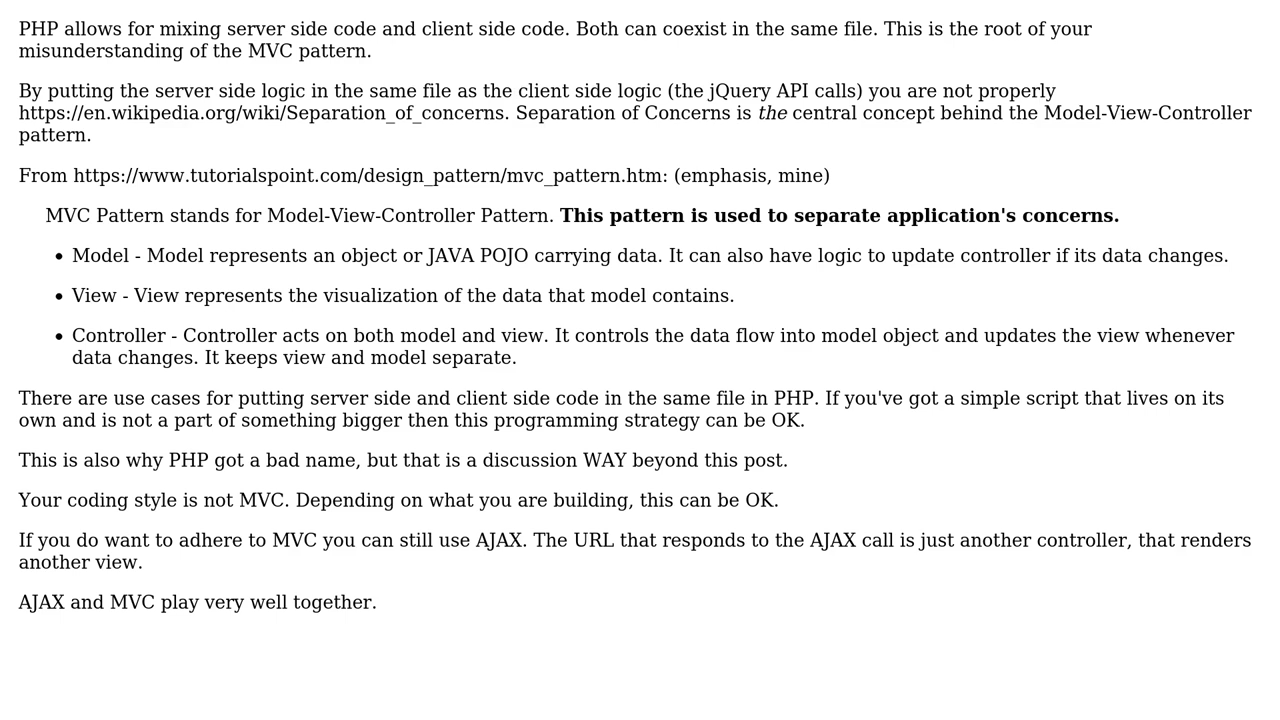 PHP allows for mixing server side code and client side code. Both can coexist in the same file. This is the root of your
misunderstanding of the MVC pattern.
By putting the server side logic in the same file as the client side logic (the jQuery API calls) you are not properly
https://en.wikipedia.org/wiki/Separation_of_concerns. Separation of Concerns is the central concept behind the Model-View-Controller
pattern.
From https://www.tutorialspoint.com/design_pattern/mvc_pattern.htm: (emphasis, mine)
MVC Pattern stands for Model-View-Controller Pattern. This pattern is used to separate application's concerns.
• Model - Model represents an object or JAVA POJO carrying data. It can also have logic to update controller if its data changes.
• View - View represents the visualization of the data that model contains.
• Controller - Controller acts on both model and view. It controls the data flow into model object and updates the view whenever
data changes. It keeps view and model separate.
There are use cases for putting server side and client side code in the same file in PHP. If you've got a simple script that lives on its
own and is not a part of something bigger then this programming strategy can be OK.
This is also why PHP got a bad name, but that is a discussion WAY beyond this post.
Your coding style is not MVC. Depending on what you are building, this can be OK.
If you do want to adhere to MVC you can still use AJAX. The URL that responds to the AJAX call is just another controller, that renders
another view.
AJAX and MVC play very well together.